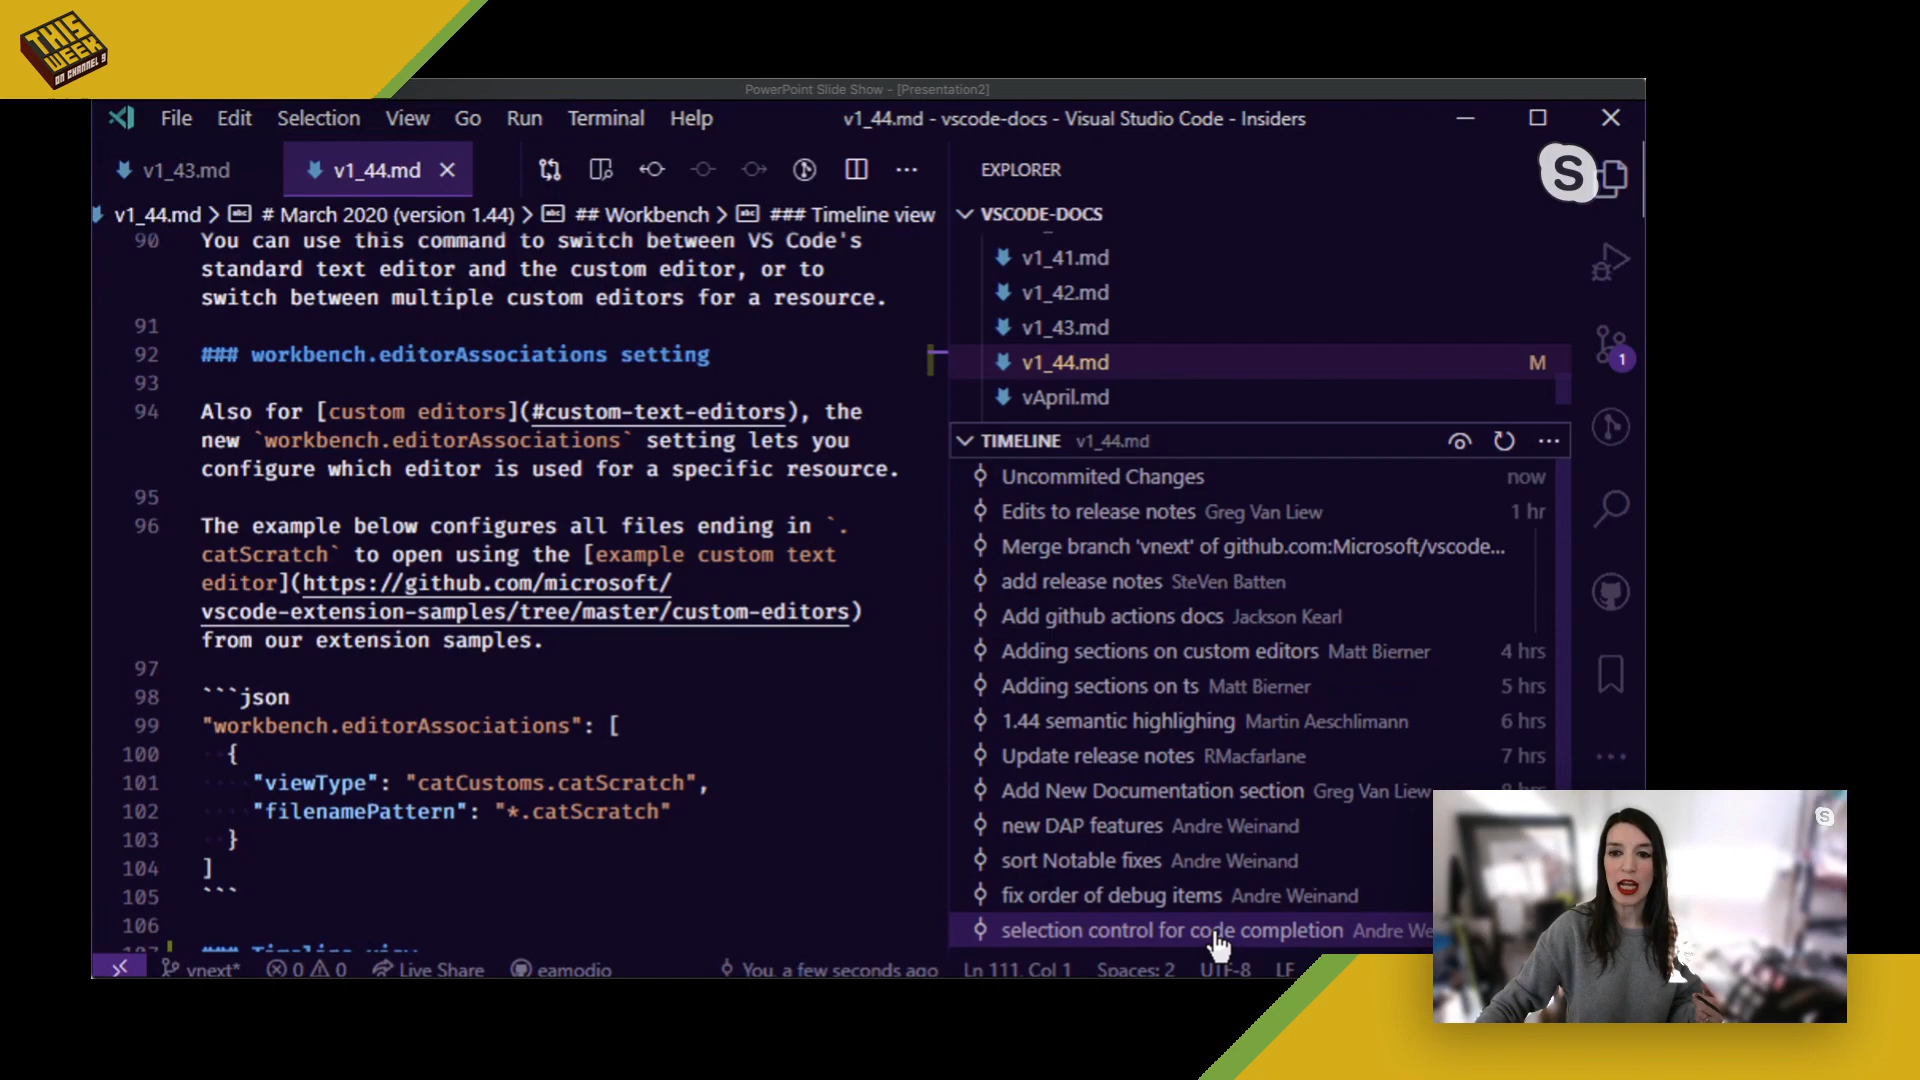 THIS
WEEK
ON CHANNEL 9
PowerPoint Slide Show - [Presentation2]
File Edit Selection View Go Run Terminal Help
v1_44.md - vscode-docs - Visual Studio Code - Insiders
v1_43.md
v1_44.md
v1_44.md > # March 2020 (version 1.44) > ## Workbench > ### Timeline view
90 You can use this command to switch between VS Code's
standard text editor and the custom editor, or to
switch between multiple custom editors for a resource.
91
92 ### workbench.editorAssociations setting
93
94 Also for [custom editors](#custom-text-editors), the
new `workbench.editorAssociations` setting lets you
configure which editor is used for a specific resource.
95
96 The example below configures all files ending in `.
catScratch` to open using the [example custom text
editor](https://github.com/microsoft/
vscode-extension-samples/tree/master/custom-editors)
from our extension samples.
97
98 ```json
99 "workbench.editorAssociations": [
100 {
101 "viewType": "catCustoms.catScratch",
102 "filenamePattern": "*.catScratch"
103 }
104 ]
105 ```
106
107 ### Timeline view
vnext* 0 0 Live Share eamodio You, a few seconds ago Ln 111, Col 1 Spaces: 2 UTF-8 LF
EXPLORER
VSCODE-DOCS
v1_41.md
v1_42.md
v1_43.md
v1_44.md M
vApril.md
TIMELINE v1_44.md
Uncommited Changes now
Edits to release notes Greg Van Liew 1 hr
Merge branch 'vnext' of github.com:Microsoft/vscode...
add release notes SteVen Batten
Add github actions docs Jackson Kearl
Adding sections on custom editors Matt Bierner 4 hrs
Adding sections on ts Matt Bierner 5 hrs
1.44 semantic highlighing Martin Aeschlimann 6 hrs
Update release notes RMacfarlane 7 hrs
Add New Documentation section Greg Van Liew
new DAP features Andre Weinand
sort Notable fixes Andre Weinand
fix order of debug items Andre Weinand
selection control for code completion Andre We
S
1
S